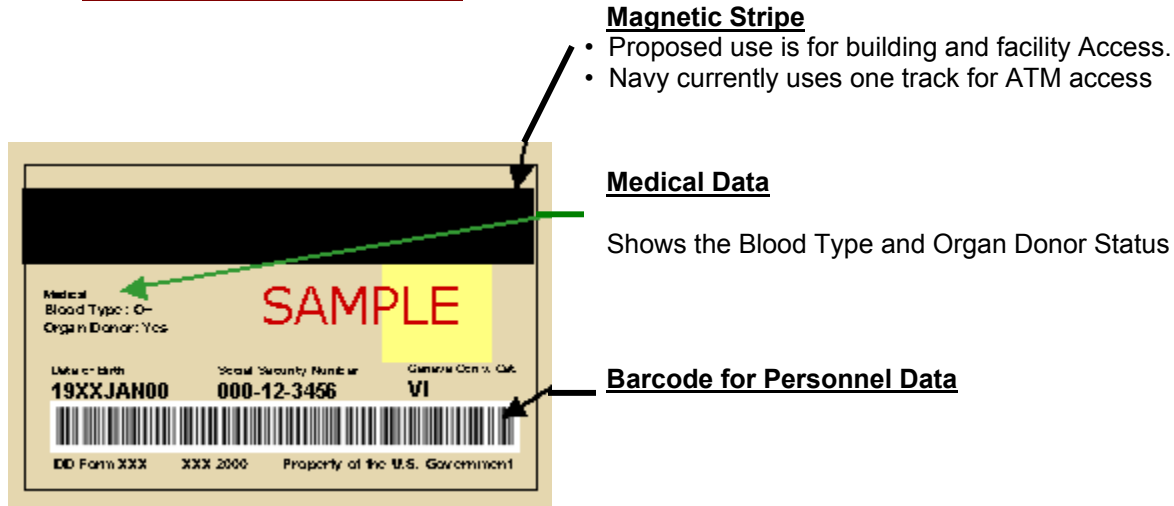 Magnetic Stripe
• Proposed use is for building and facility Access.
• Navy currently uses one track for ATM access
Medical Data
Shows the Blood Type and Organ Donor Status
Medical
Blood Type: O-
Organ Donor: Yes
SAMPLE
Date of Birth Social Security Number Geneva Conv. Cat.
19XXJAN00 000-12-3456 VI
Barcode for Personnel Data
DD Form XXX XXX 2000 Property of the U.S. Government